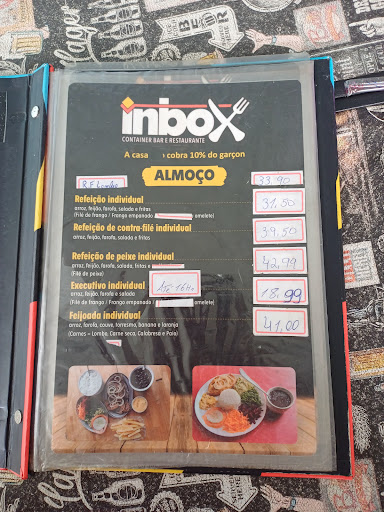 inbox
CONTAINER BAR E RESTAURANTE
A casa cobra 10% do garçon
ALMOÇO
33.90
Refeição individual 31.50
arroz, feijão, farofa, salada e fritas
(Filé de frango / Frango empanado omelete)
Refeição de contra-filé individual 39.50
arroz, feijão, farofa, salada e fritas
Refeição de peixe individual 42.99
arroz, feijão, farofa, salada, fritas e
(Filé de peixe)
Executivo individual Até 16Hs 18.99
arroz, feijão, farofa e salada
(Filé de frango / Frango empanado omelete)
Feijoada individual 41,00
arroz, farofa, couve, torresmo, banana e laranja
(Carnes - Lombo, Carne seca, Calabresa e Paio)